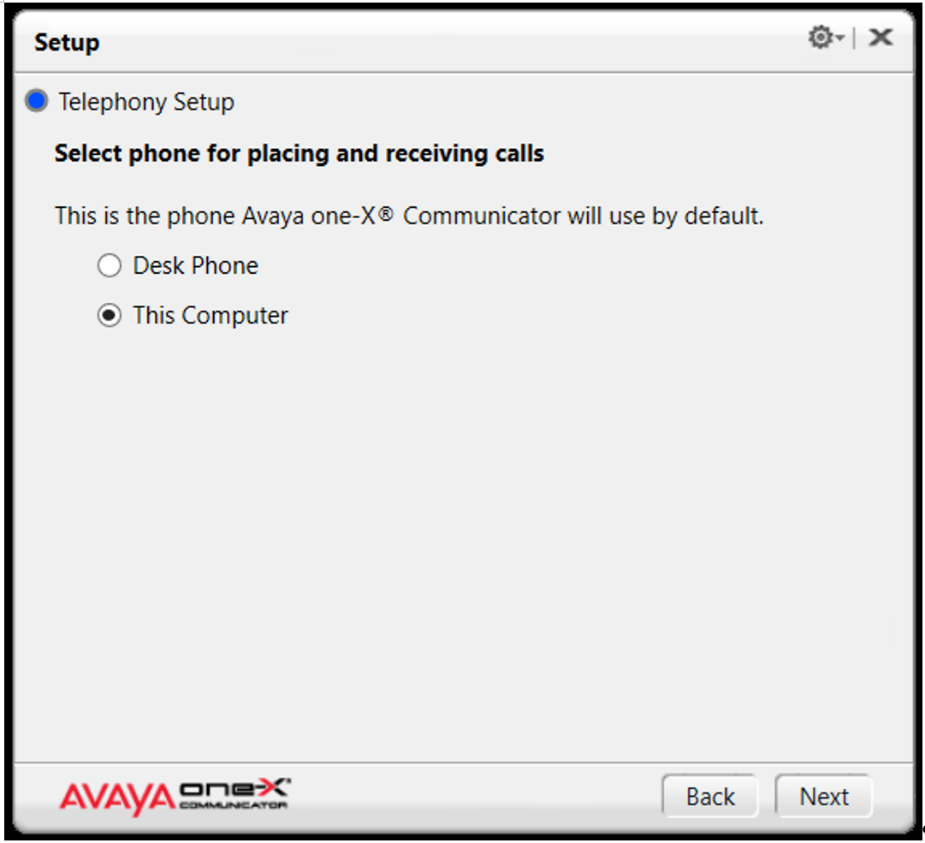 Setup
Telephony Setup
Select phone for placing and receiving calls
This is the phone Avaya one-X® Communicator will use by default.
Desk Phone
This Computer
AVAYA one-X
COMMUNICATOR
Back
Next